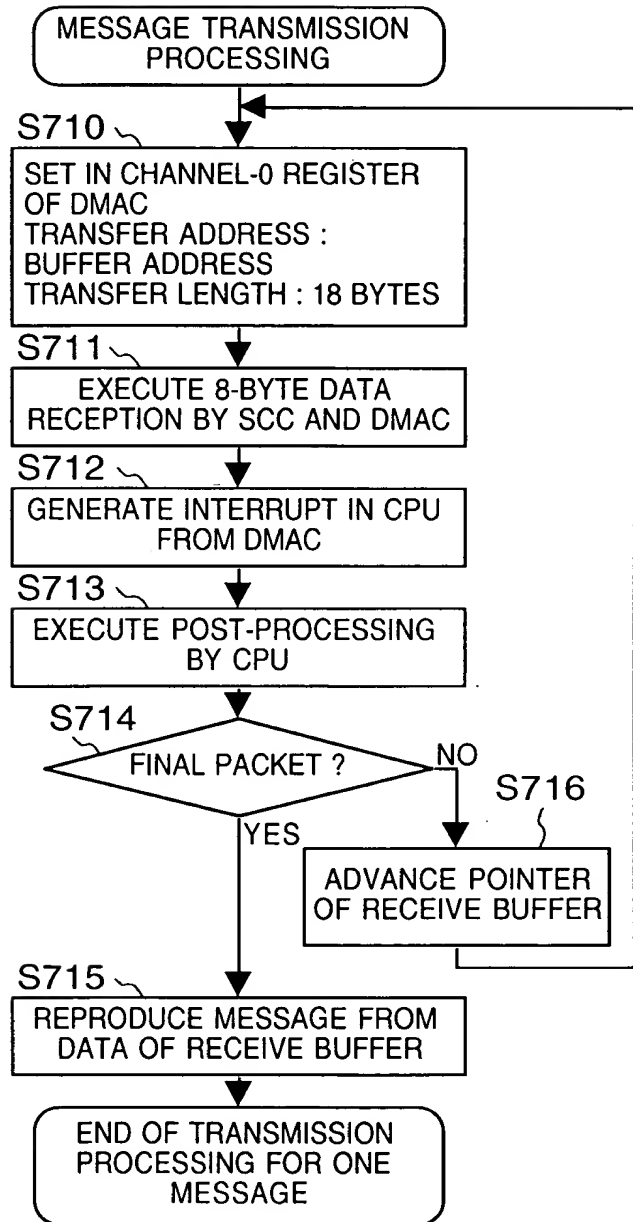 MESSAGE TRANSMISSION
PROCESSING
S710
SET IN CHANNEL-0 REGISTER
OF DMAC
TRANSFER ADDRESS :
BUFFER ADDRESS
TRANSFER LENGTH : 18 BYTES
S711
EXECUTE 8-BYTE DATA
RECEPTION BY SCC AND DMAC
S712
GENERATE INTERRUPT IN CPU
FROM DMAC
S713
EXECUTE POST-PROCESSING
BY CPU
S714
FINAL PACKET ?
NO
YES
S716
ADVANCE POINTER
OF RECEIVE BUFFER
S715
REPRODUCE MESSAGE FROM
DATA OF RECEIVE BUFFER
END OF TRANSMISSION
PROCESSING FOR ONE
MESSAGE